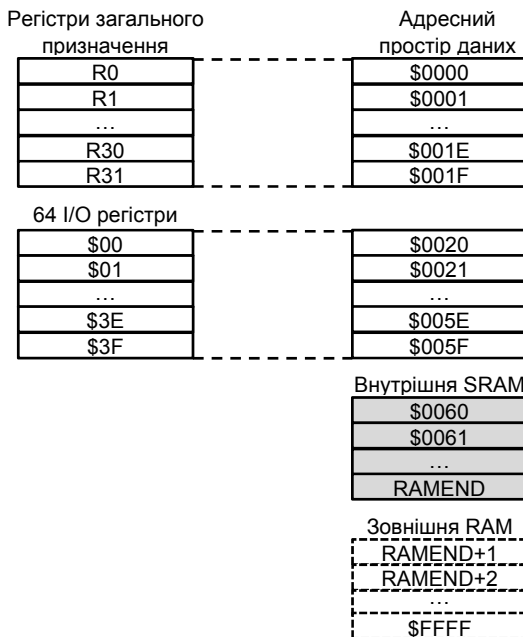 Регістри загального призначення
Адресний простір даних
R0 $0000
R1 $0001
… …
R30 $001E
R31 $001F
64 I/O регістри
$00 $0020
$01 $0021
… …
$3E $005E
$3F $005F
Внутрішня SRAM
$0060
$0061
…
RAMEND
Зовнішня RAM
RAMEND+1
RAMEND+2
…
$FFFF